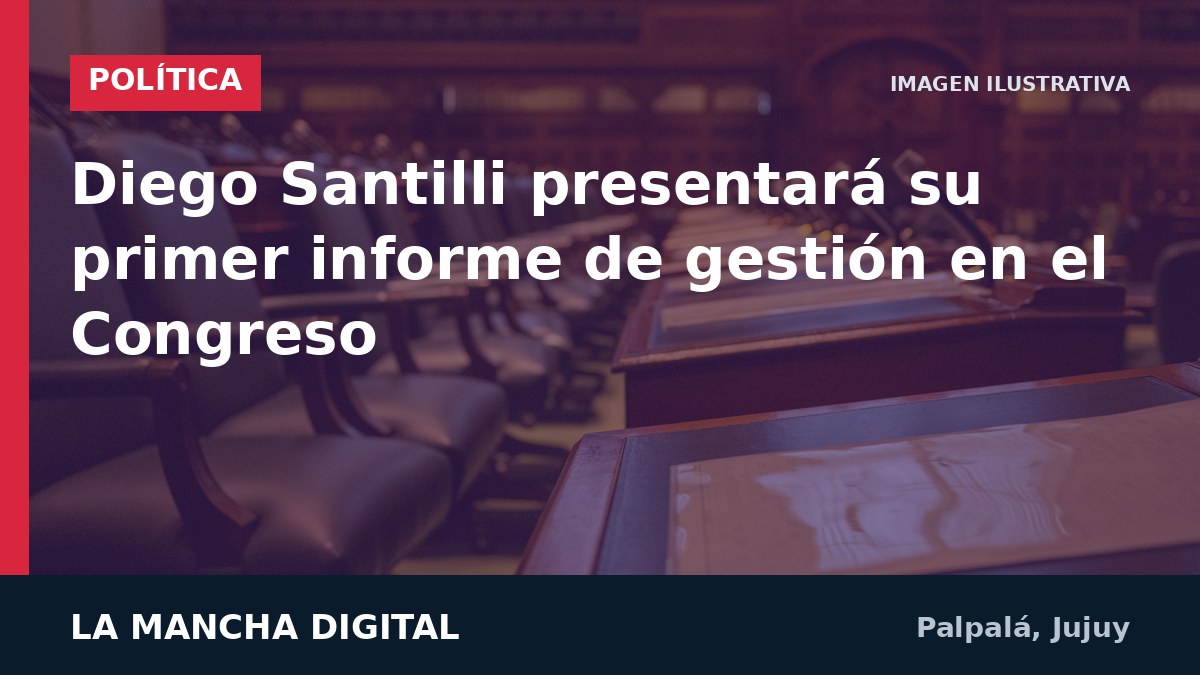 POLÍTICA
IMAGEN ILUSTRATIVA
Diego Santilli presentará su
primer informe de gestión en el
Congreso
LA MANCHA DIGITAL
Palpalá, Jujuy